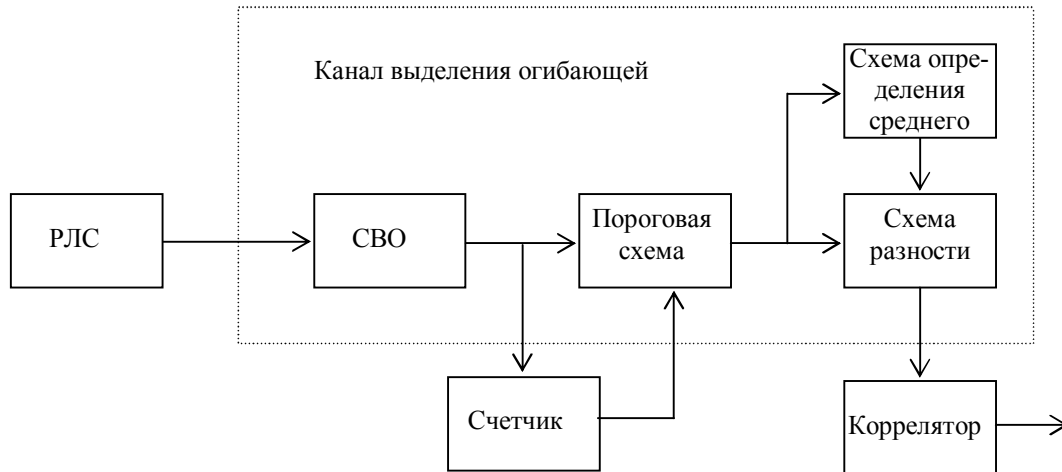 Канал выделения огибающей
Схема опре-
деления
среднего
РЛС
СВО
Пороговая
схема
Схема
разности
Счетчик
Коррелятор